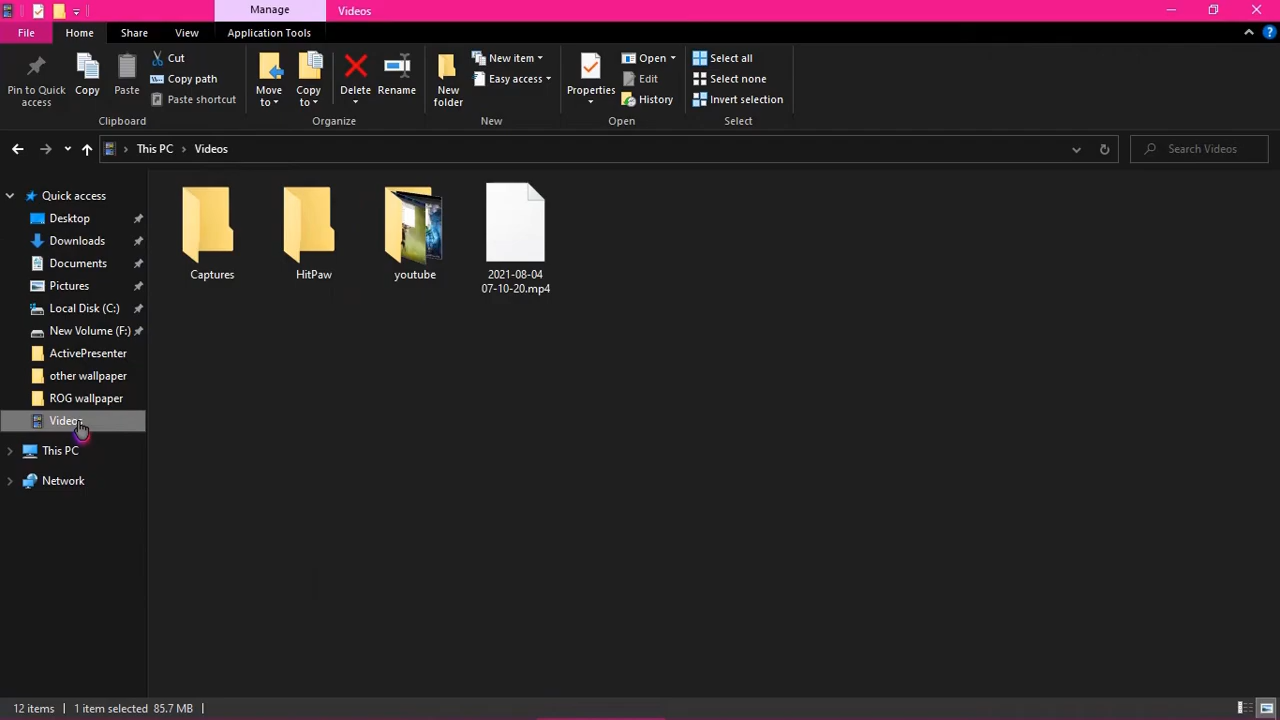 Manage
Videos
File
Home
Share
View
Application Tools
Pin to Quick
access
Copy
Paste
Cut
Copy path
Paste shortcut
Clipboard
Move
to
Copy
to
Delete
Rename
Organize
New
folder
New item
Easy access
New
Properties
Open
Edit
History
Open
Select all
Select none
Invert selection
Select
This PC
Videos
Search Videos
Quick access
Desktop
Downloads
Documents
Pictures
Local Disk (C:)
New Volume (F:)
ActivePresenter
other wallpaper
ROG wallpaper
Videos
This PC
Network
Captures
HitPaw
youtube
2021-08-04
07-10-20.mp4
12 items
1 item selected 85.7 MB